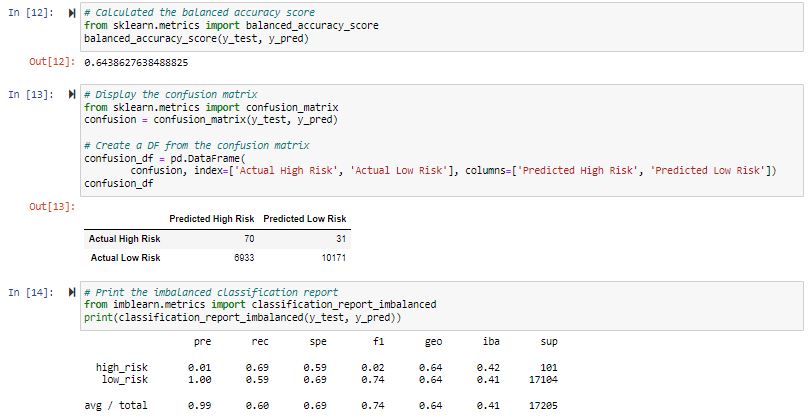 In [12]: # Calculated the balanced accuracy score
from sklearn.metrics import balanced_accuracy_score
balanced_accuracy_score(y_test, y_pred)
Out[12]: 0.6438627638488825
In [13]: # Display the confusion matrix
from sklearn.metrics import confusion_matrix
confusion = confusion_matrix(y_test, y_pred)
# Create a DF from the confusion matrix
confusion_df = pd.DataFrame(
confusion, index=['Actual High Risk', 'Actual Low Risk'], columns=['Predicted High Risk', 'Predicted Low Risk'])
confusion_df
Out[13]:
Predicted High Risk Predicted Low Risk
Actual High Risk 70 31
Actual Low Risk 6933 10171
In [14]: # Print the imbalanced classification report
from imblearn.metrics import classification_report_imbalanced
print(classification_report_imbalanced(y_test, y_pred))
pre rec spe f1 geo iba sup
high_risk 0.01 0.69 0.59 0.02 0.64 0.42 101
low_risk 1.00 0.59 0.69 0.74 0.64 0.41 17104
avg / total 0.99 0.60 0.69 0.74 0.64 0.41 17205